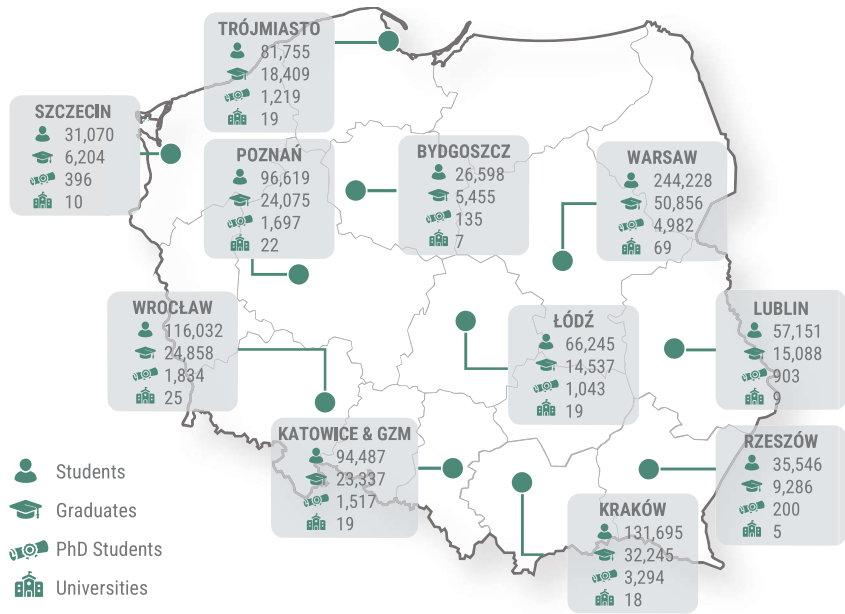 TRÓJMIASTO
81,755
18,409
1,219
19
SZCZECIN
31,070
6,204
396
10
POZNAŃ
96,619
24,075
1,697
22
BYDGOSZCZ
26,598
5,455
135
7
WARSAW
244,228
50,856
4,982
69
WROCŁAW
116,032
24,858
1,834
25
ŁÓDŹ
66,245
14,537
1,043
19
LUBLIN
57,151
15,088
903
9
KATOWICE & GZM
94,487
23,337
1,517
19
RZESZÓW
35,546
9,286
200
5
KRAKÓW
131,695
32,245
3,294
18
Students
Graduates
PhD Students
Universities